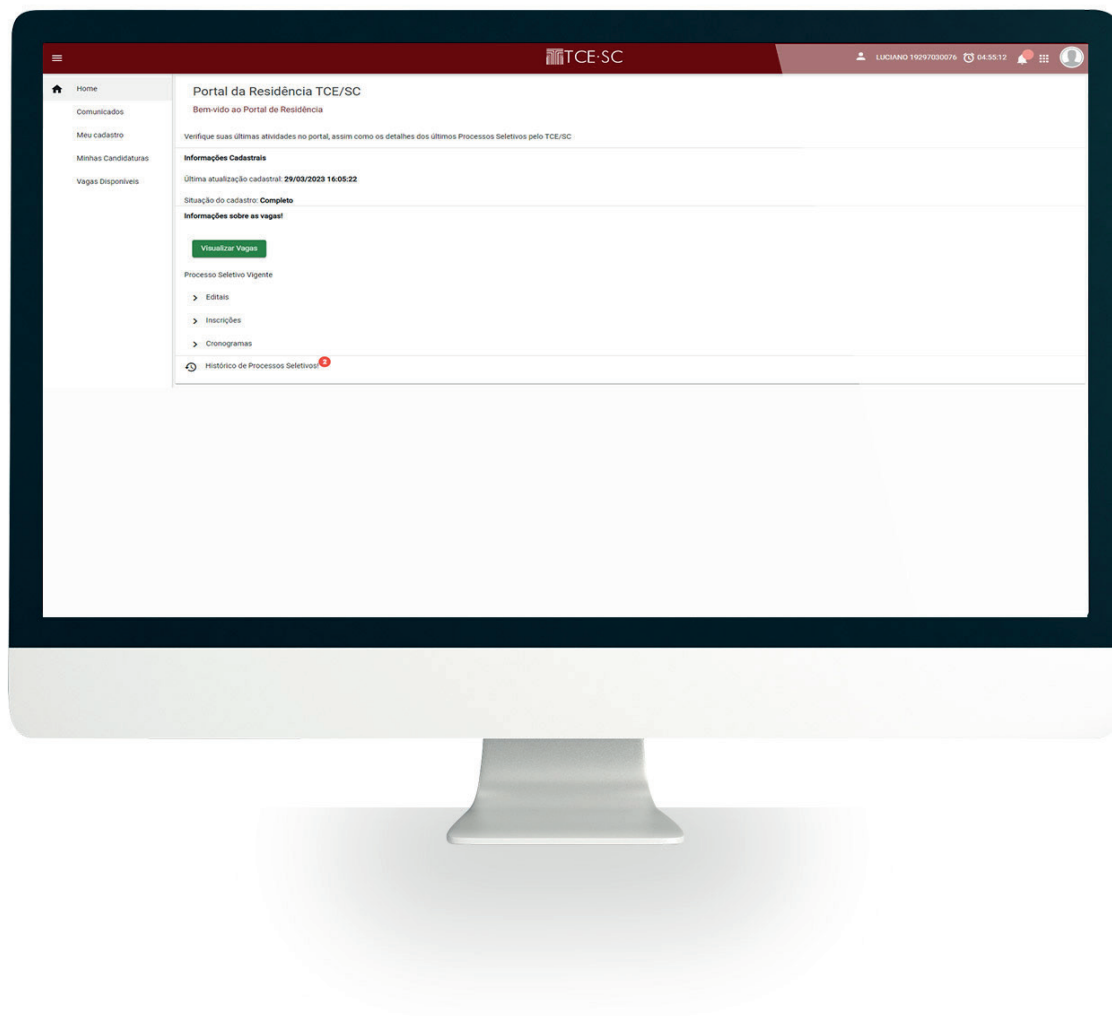 TCE·SC
LUCIANO 19297030076 04:55:12
Home
Comunicados
Meu cadastro
Minhas Candidaturas
Vagas Disponíveis
Portal da Residência TCE/SC
Bem-vido ao Portal de Residência
Verifique suas últimas atividades no portal, assim como os detalhes dos últimos Processos Seletivos pelo TCE/SC
Informações Cadastrais
Última atualização cadastral: 29/03/2023 16:05:22
Situação do cadastro: Completo
Informações sobre as vagas!
Visualizar Vagas
Processo Seletivo Vigente
Editais
Inscrições
Cronogramas
Histórico de Processos Seletivos! 2